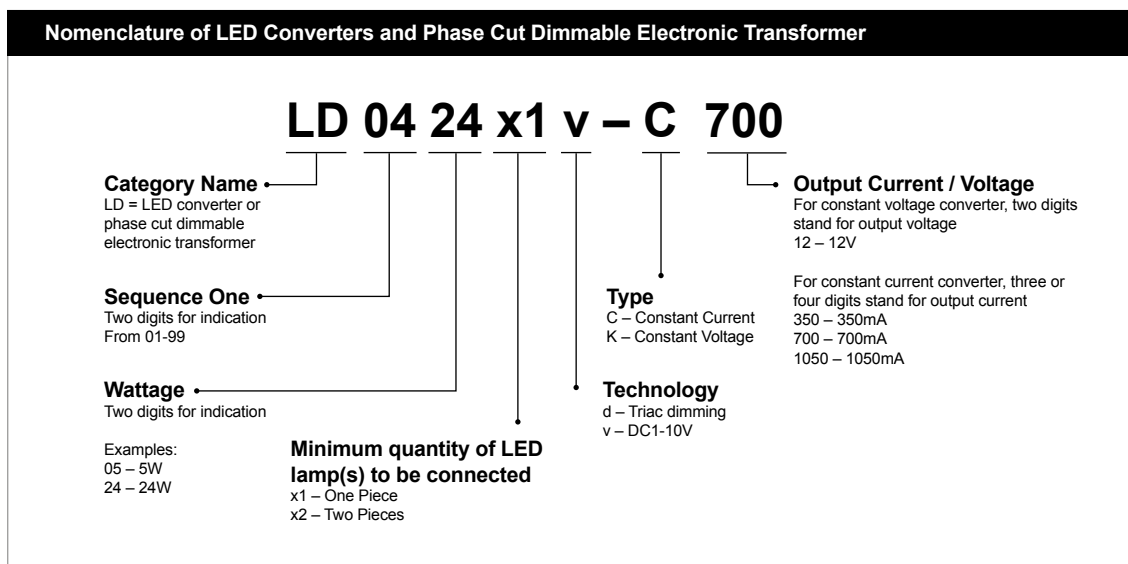 Nomenclature of LED Converters and Phase Cut Dimmable Electronic Transformer
LD 04 24 x1 v – C 700
Category Name
LD = LED converter or
phase cut dimmable
electronic transformer
Sequence One
Two digits for indication
From 01-99
Wattage
Two digits for indication
Examples:
05 – 5W
24 – 24W
Minimum quantity of LED
lamp(s) to be connected
x1 – One Piece
x2 – Two Pieces
Technology
d – Triac dimming
v – DC1-10V
Type
C – Constant Current
K – Constant Voltage
Output Current / Voltage
For constant voltage converter, two digits
stand for output voltage
12 – 12V
For constant current converter, three or
four digits stand for output current
350 – 350mA
700 – 700mA
1050 – 1050mA